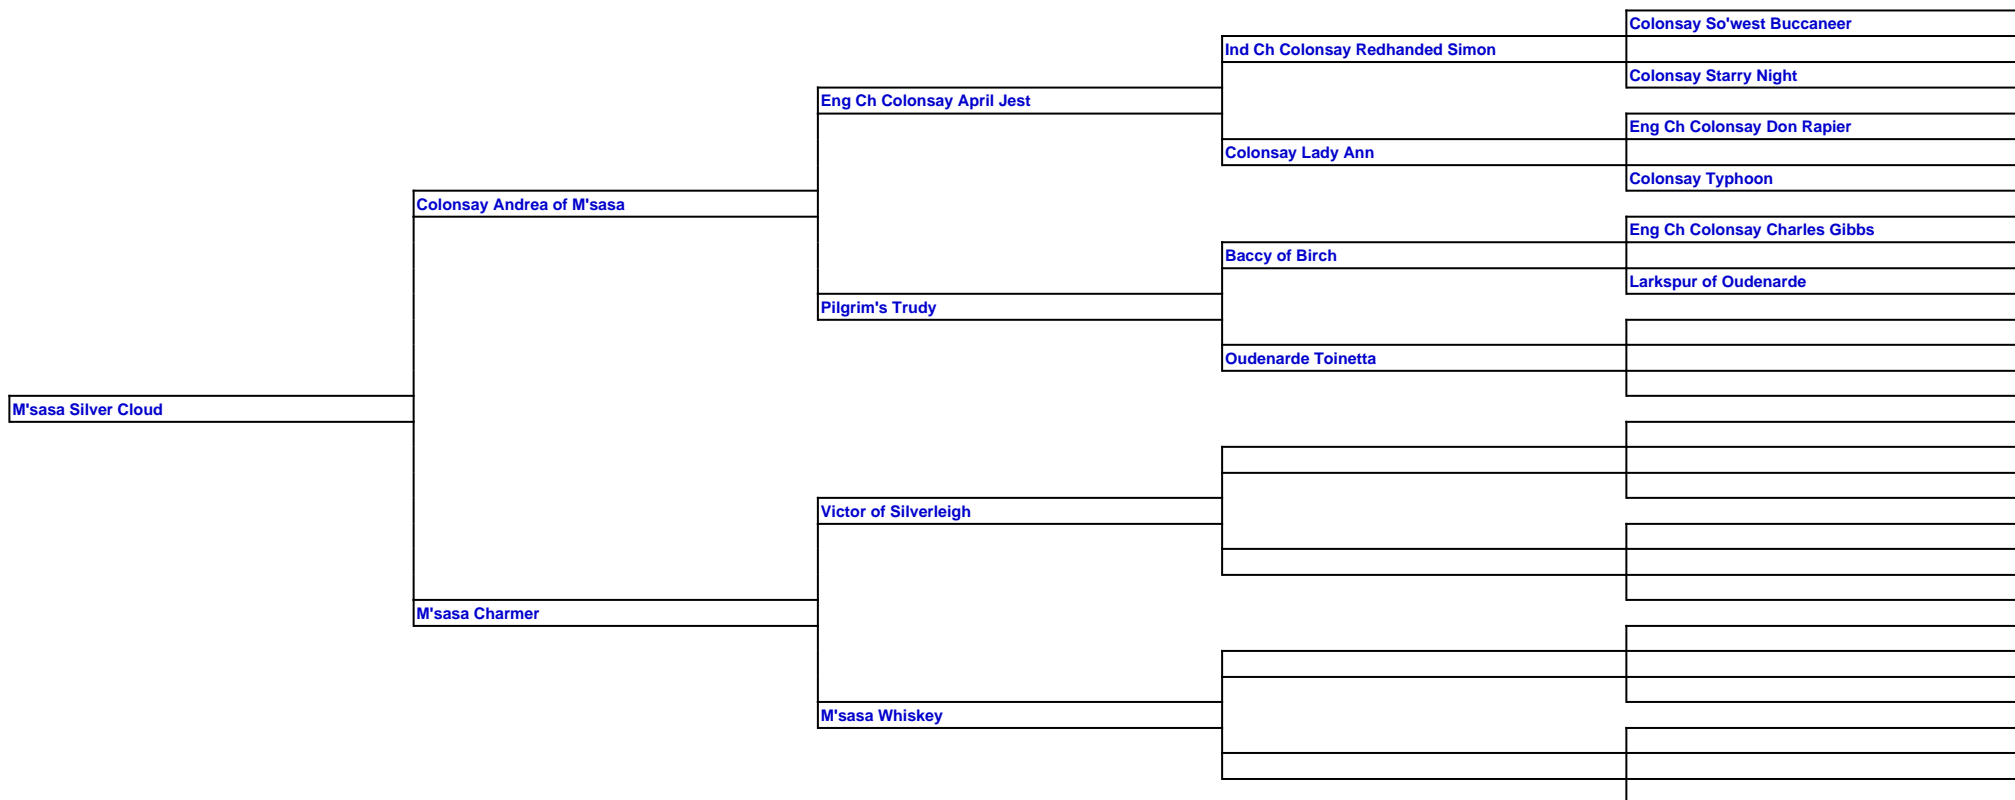 Colonsay So'west Buccaneer
Ind Ch Colonsay Redhanded Simon
Colonsay Starry Night
Eng Ch Colonsay April Jest
Eng Ch Colonsay Don Rapier
Colonsay Lady Ann
Colonsay Typhoon
Colonsay Andrea of M'sasa
Eng Ch Colonsay Charles Gibbs
Baccy of Birch
Larkspur of Oudenarde
Pilgrim's Trudy
Oudenarde Toinetta
M'sasa Silver Cloud
Victor of Silverleigh
M'sasa Charmer
M'sasa Whiskey